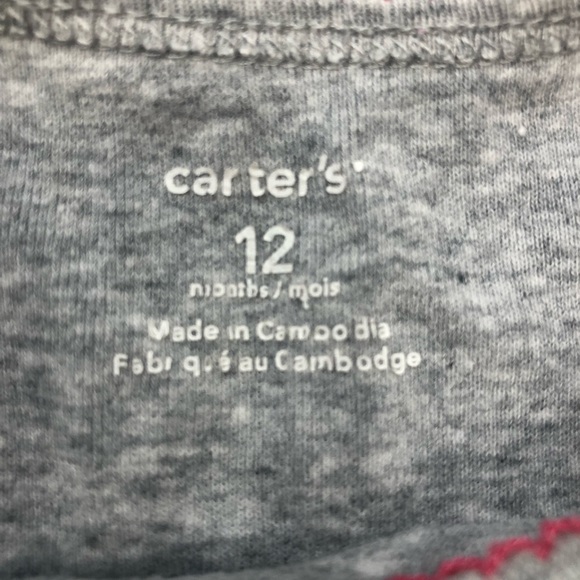 carter's
12
months/mois
Made in Cambodia
Fabriqué au Cambodge